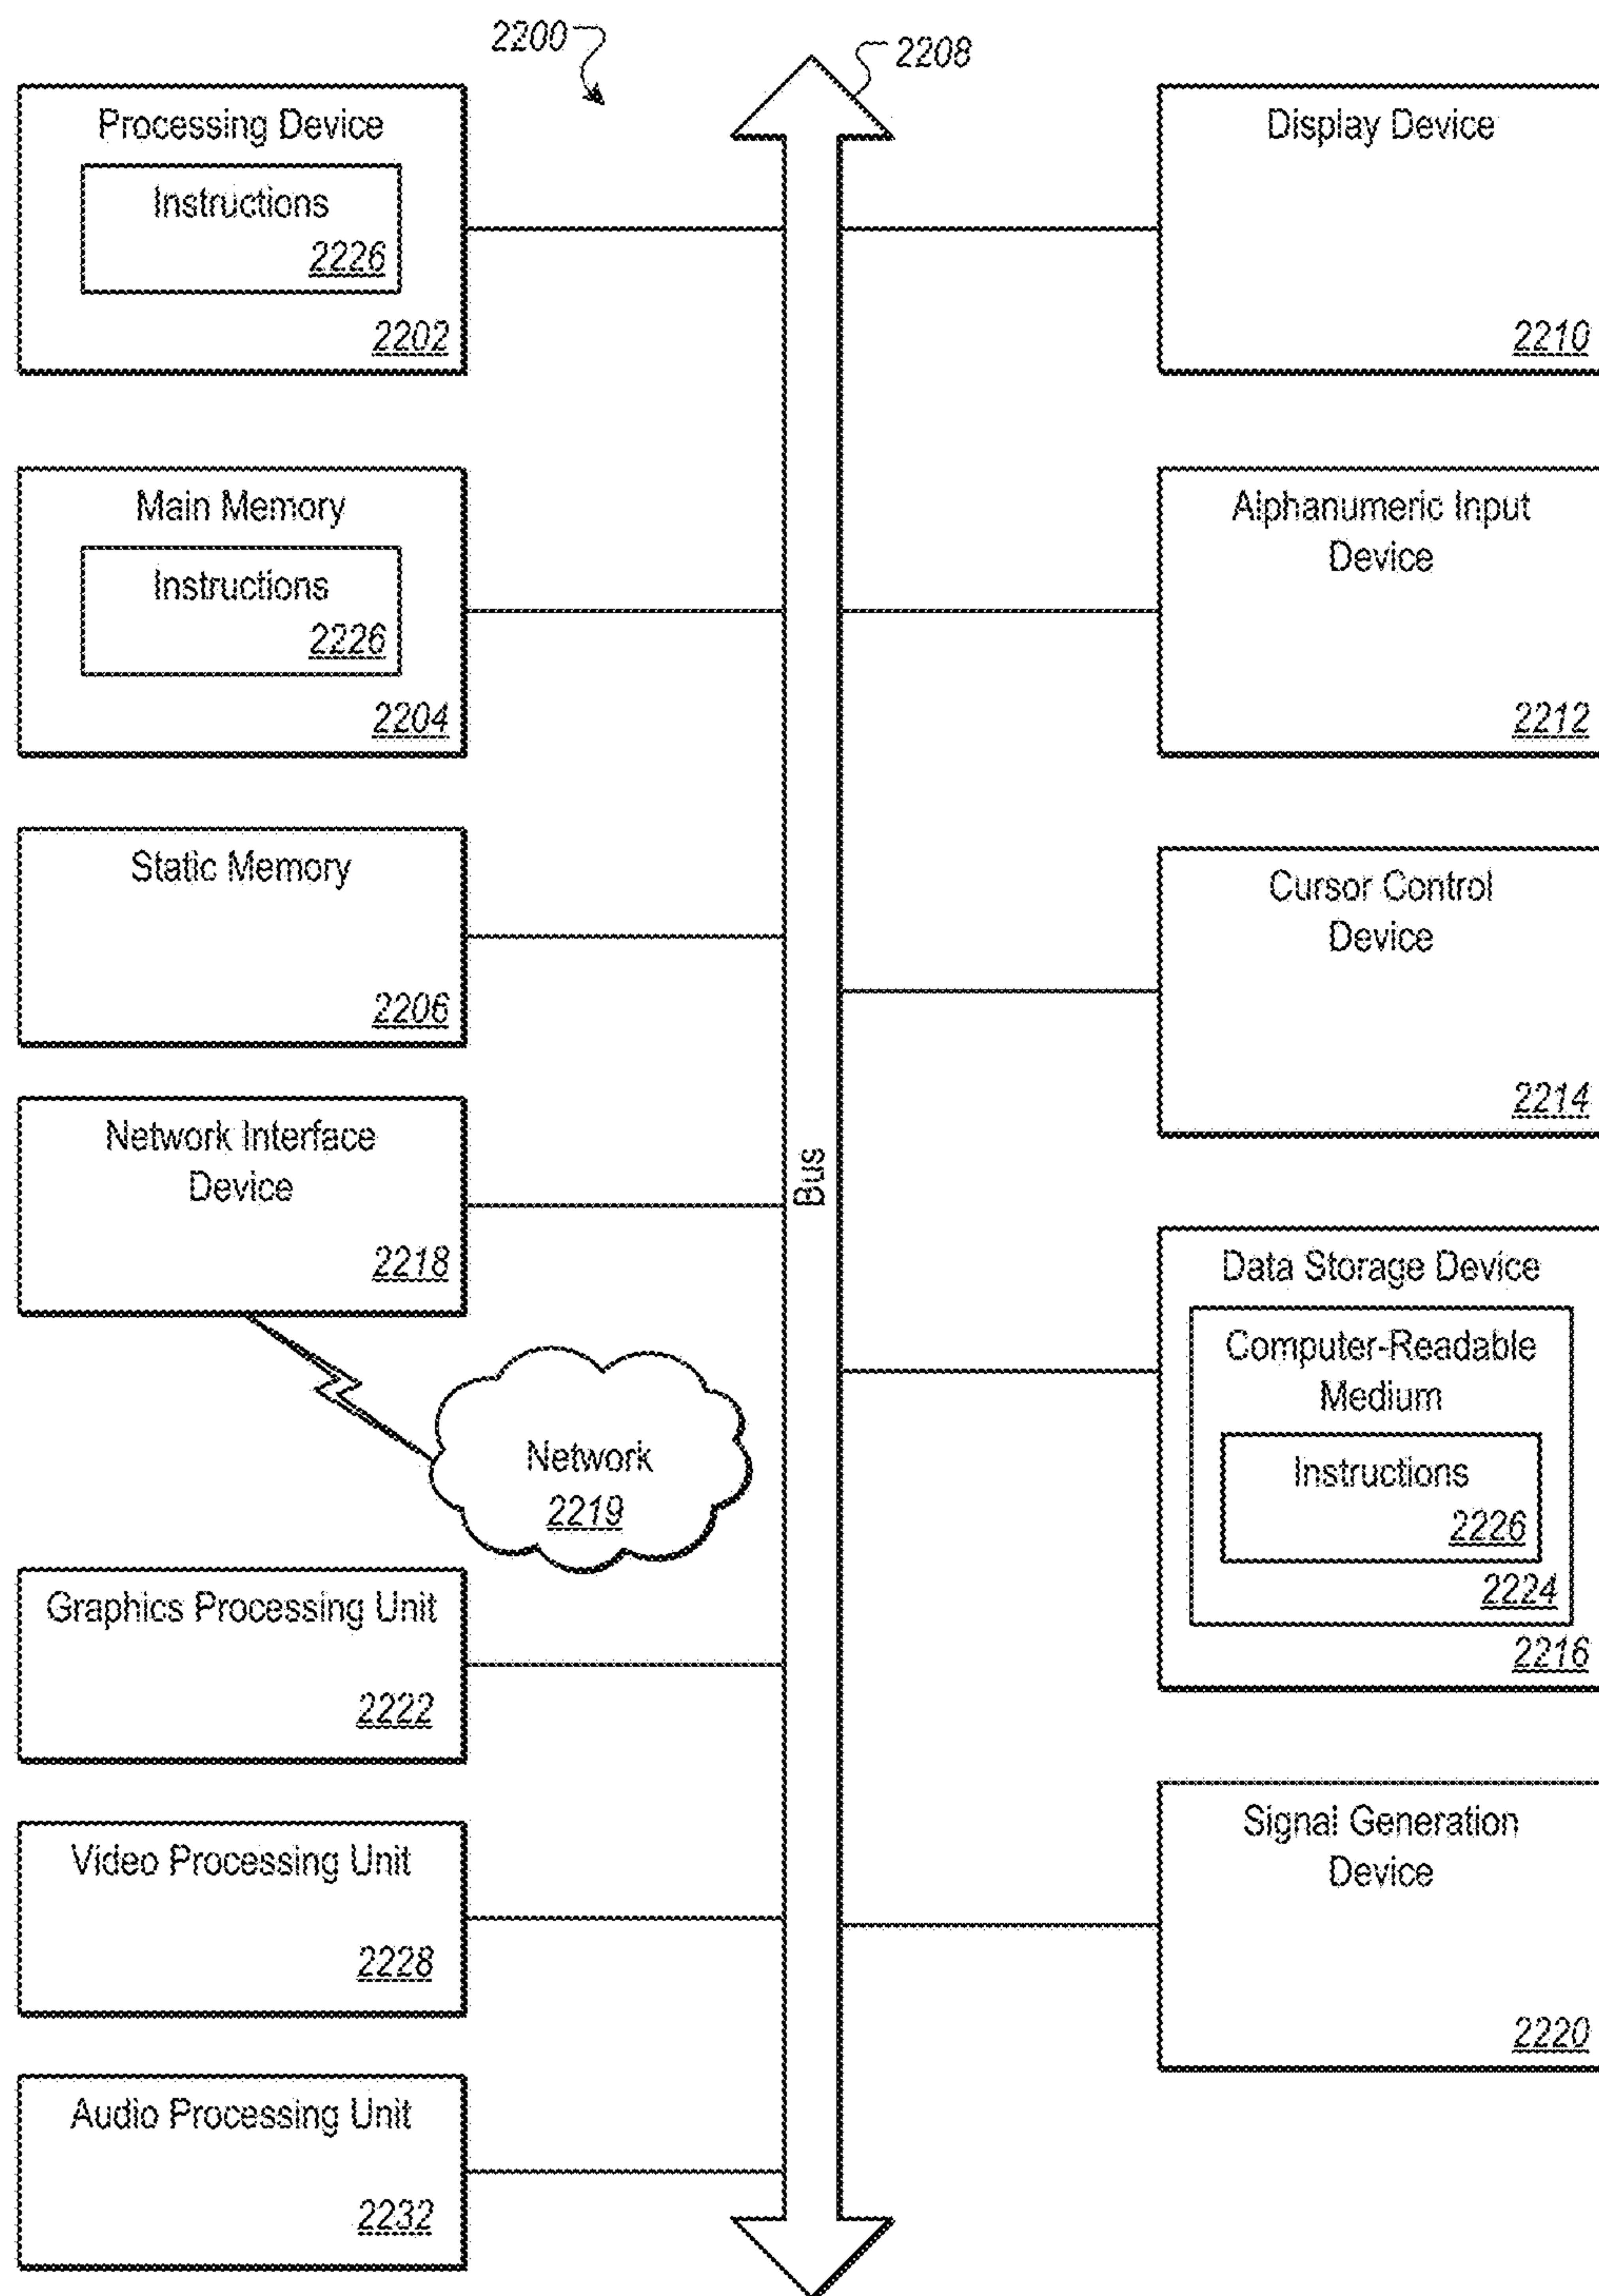 2200
2208
Processing Device
Instructions
2226
2202
Main Memory
Instructions
2226
2204
Static Memory
2206
Network Interface
Device
2218
Network
2219
Graphics Processing Unit
2222
Video Processing Unit
2228
Audio Processing Unit
2232
Bus
Display Device
2210
Alphanumeric Input
Device
2212
Cursor Control
Device
2214
Data Storage Device
Computer-Readable
Medium
Instructions
2226
2224
2216
Signal Generation
Device
2220